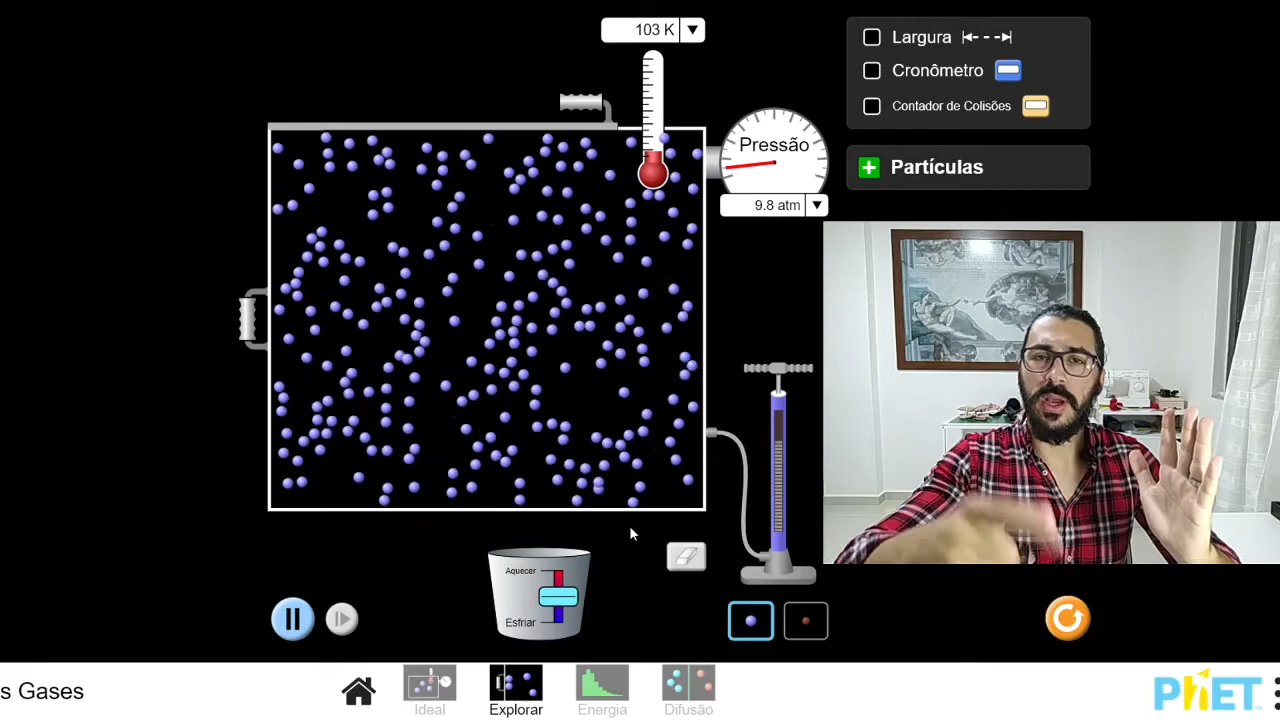 103 K
Largura
Cronômetro
Contador de Colisões
Pressão
Partículas
9.8 atm
Aquecer
Esfriar
s Gases
Ideal
Explorar
Energia
Difusão
PhET